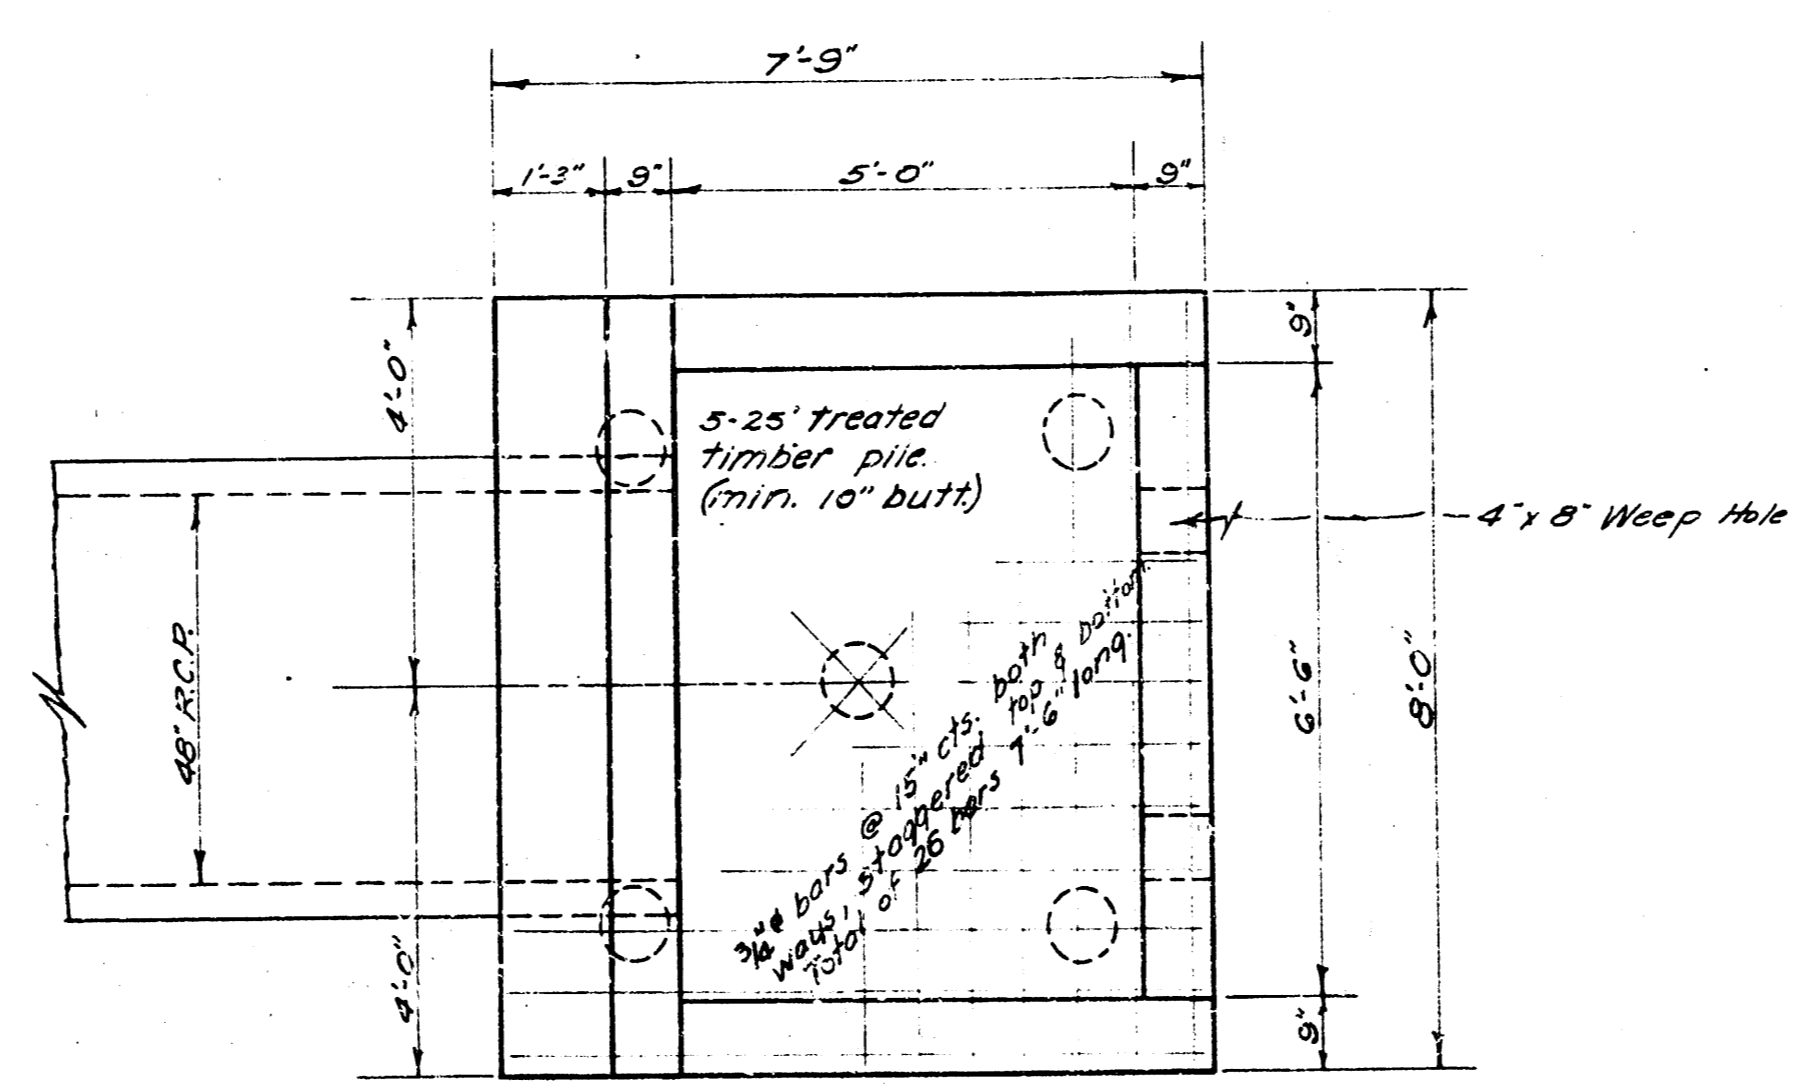 7'-9"
1'-3" 9" 5'-0" 9"
4'-0"
4'-0"
48" R.C.P.
5-25' treated
timber pile.
(min. 10" butt.)
4"x 8" Weep Hole
9"
6'-6"
9"
8'-0"
3/4"ø bars @ 15" cts. both
ways, staggered top & bottom.
Total of 26 bars 7'-6" long.